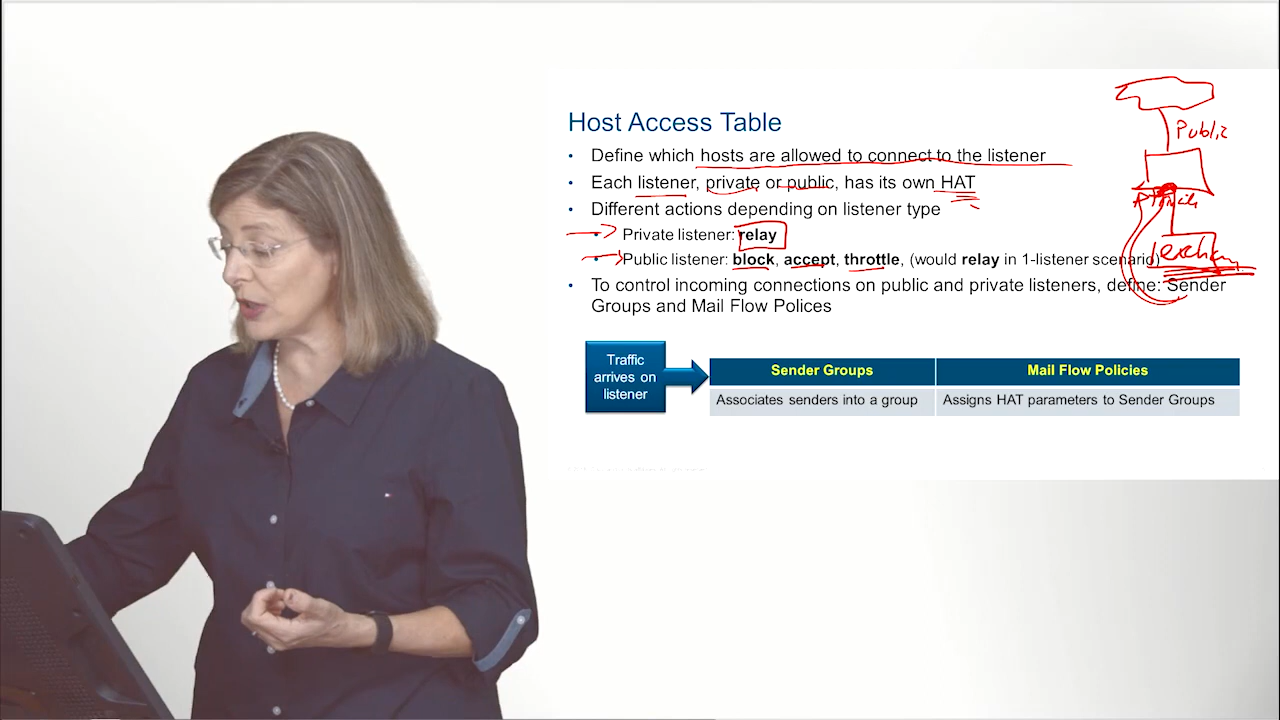 Host Access Table
• Define which hosts are allowed to connect to the listener
• Each listener, private or public, has its own HAT
• Different actions depending on listener type
• Private listener: relay
• Public listener: block, accept, throttle, (would relay in 1-listener scenario)
• To control incoming connections on public and private listeners, define: Sender
Groups and Mail Flow Polices
Traffic
arrives on
listener
Sender Groups
Mail Flow Policies
Associates senders into a group
Assigns HAT parameters to Sender Groups
Public